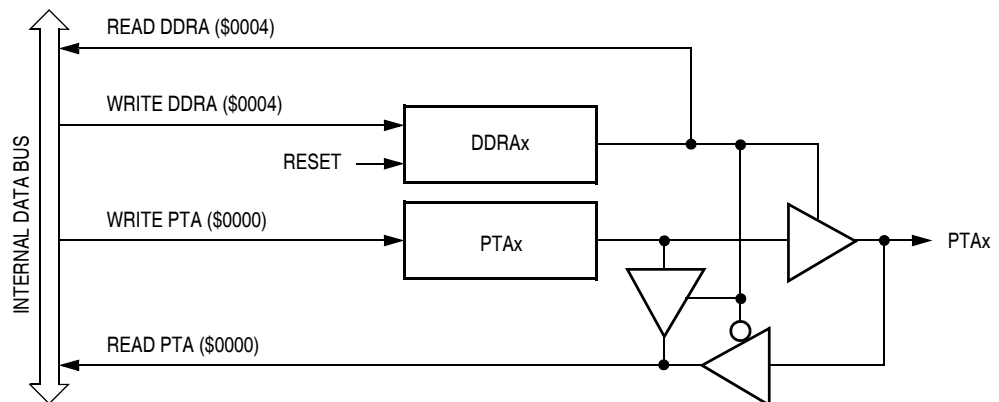 READ DDRA ($0004)
WRITE DDRA ($0004)
DDRAx
RESET
WRITE PTA ($0000)
PTAx
PTAx
READ PTA ($0000)
INTERNAL DATA BUS